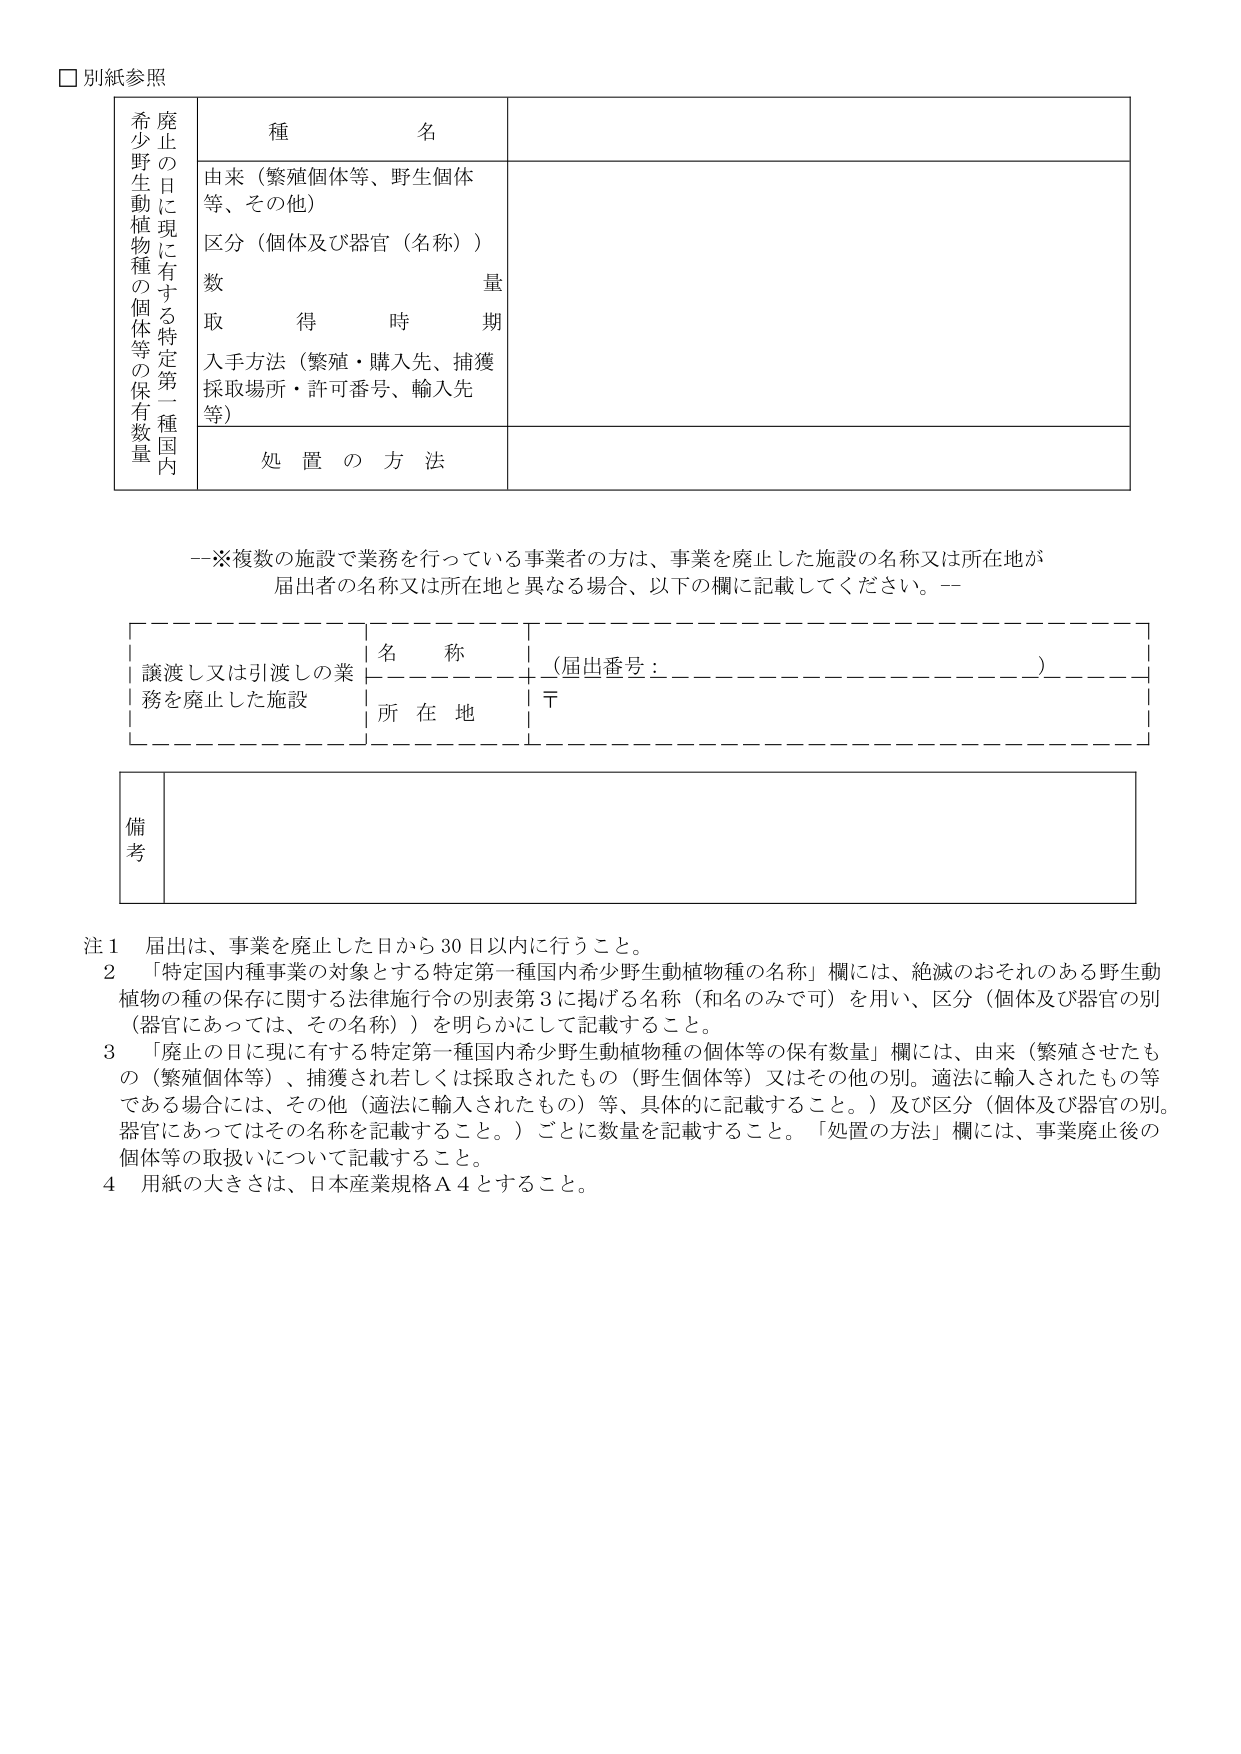 □別紙参照
廃止の日に現に有する特定第一種国内
希少野生動植物種の個体等の保有数量
種　　　　　　名
由来（繁殖個体等、野生個体
等、その他）
区分（個体及び器官（名称））
数　　　　　　　　　　　　量
取　　　得　　　時　　　期
入手方法（繁殖・購入先、捕獲
採取場所・許可番号、輸入先
等）
処　置　の　方　法
--※複数の施設で業務を行っている事業者の方は、事業を廃止した施設の名称又は所在地が
届出者の名称又は所在地と異なる場合、以下の欄に記載してください。--
譲渡し又は引渡しの業
務を廃止した施設
名　　称
（届出番号：　　　　　　　　　　　　　　　　　　）
所　在　地
〒
備
考
注１　届出は、事業を廃止した日から 30 日以内に行うこと。
２　「特定国内種事業の対象とする特定第一種国内希少野生動植物種の名称」欄には、絶滅のおそれのある野生動
植物の種の保存に関する法律施行令の別表第３に掲げる名称（和名のみで可）を用い、区分（個体及び器官の別
（器官にあっては、その名称））を明らかにして記載すること。
３　「廃止の日に現に有する特定第一種国内希少野生動植物種の個体等の保有数量」欄には、由来（繁殖させたも
の（繁殖個体等）、捕獲され若しくは採取されたもの（野生個体等）又はその他の別。適法に輸入されたもの等
である場合には、その他（適法に輸入されたもの）等、具体的に記載すること。）及び区分（個体及び器官の別。
器官にあってはその名称を記載すること。）ごとに数量を記載すること。「処置の方法」欄には、事業廃止後の
個体等の取扱いについて記載すること。
４　用紙の大きさは、日本産業規格Ａ４とすること。